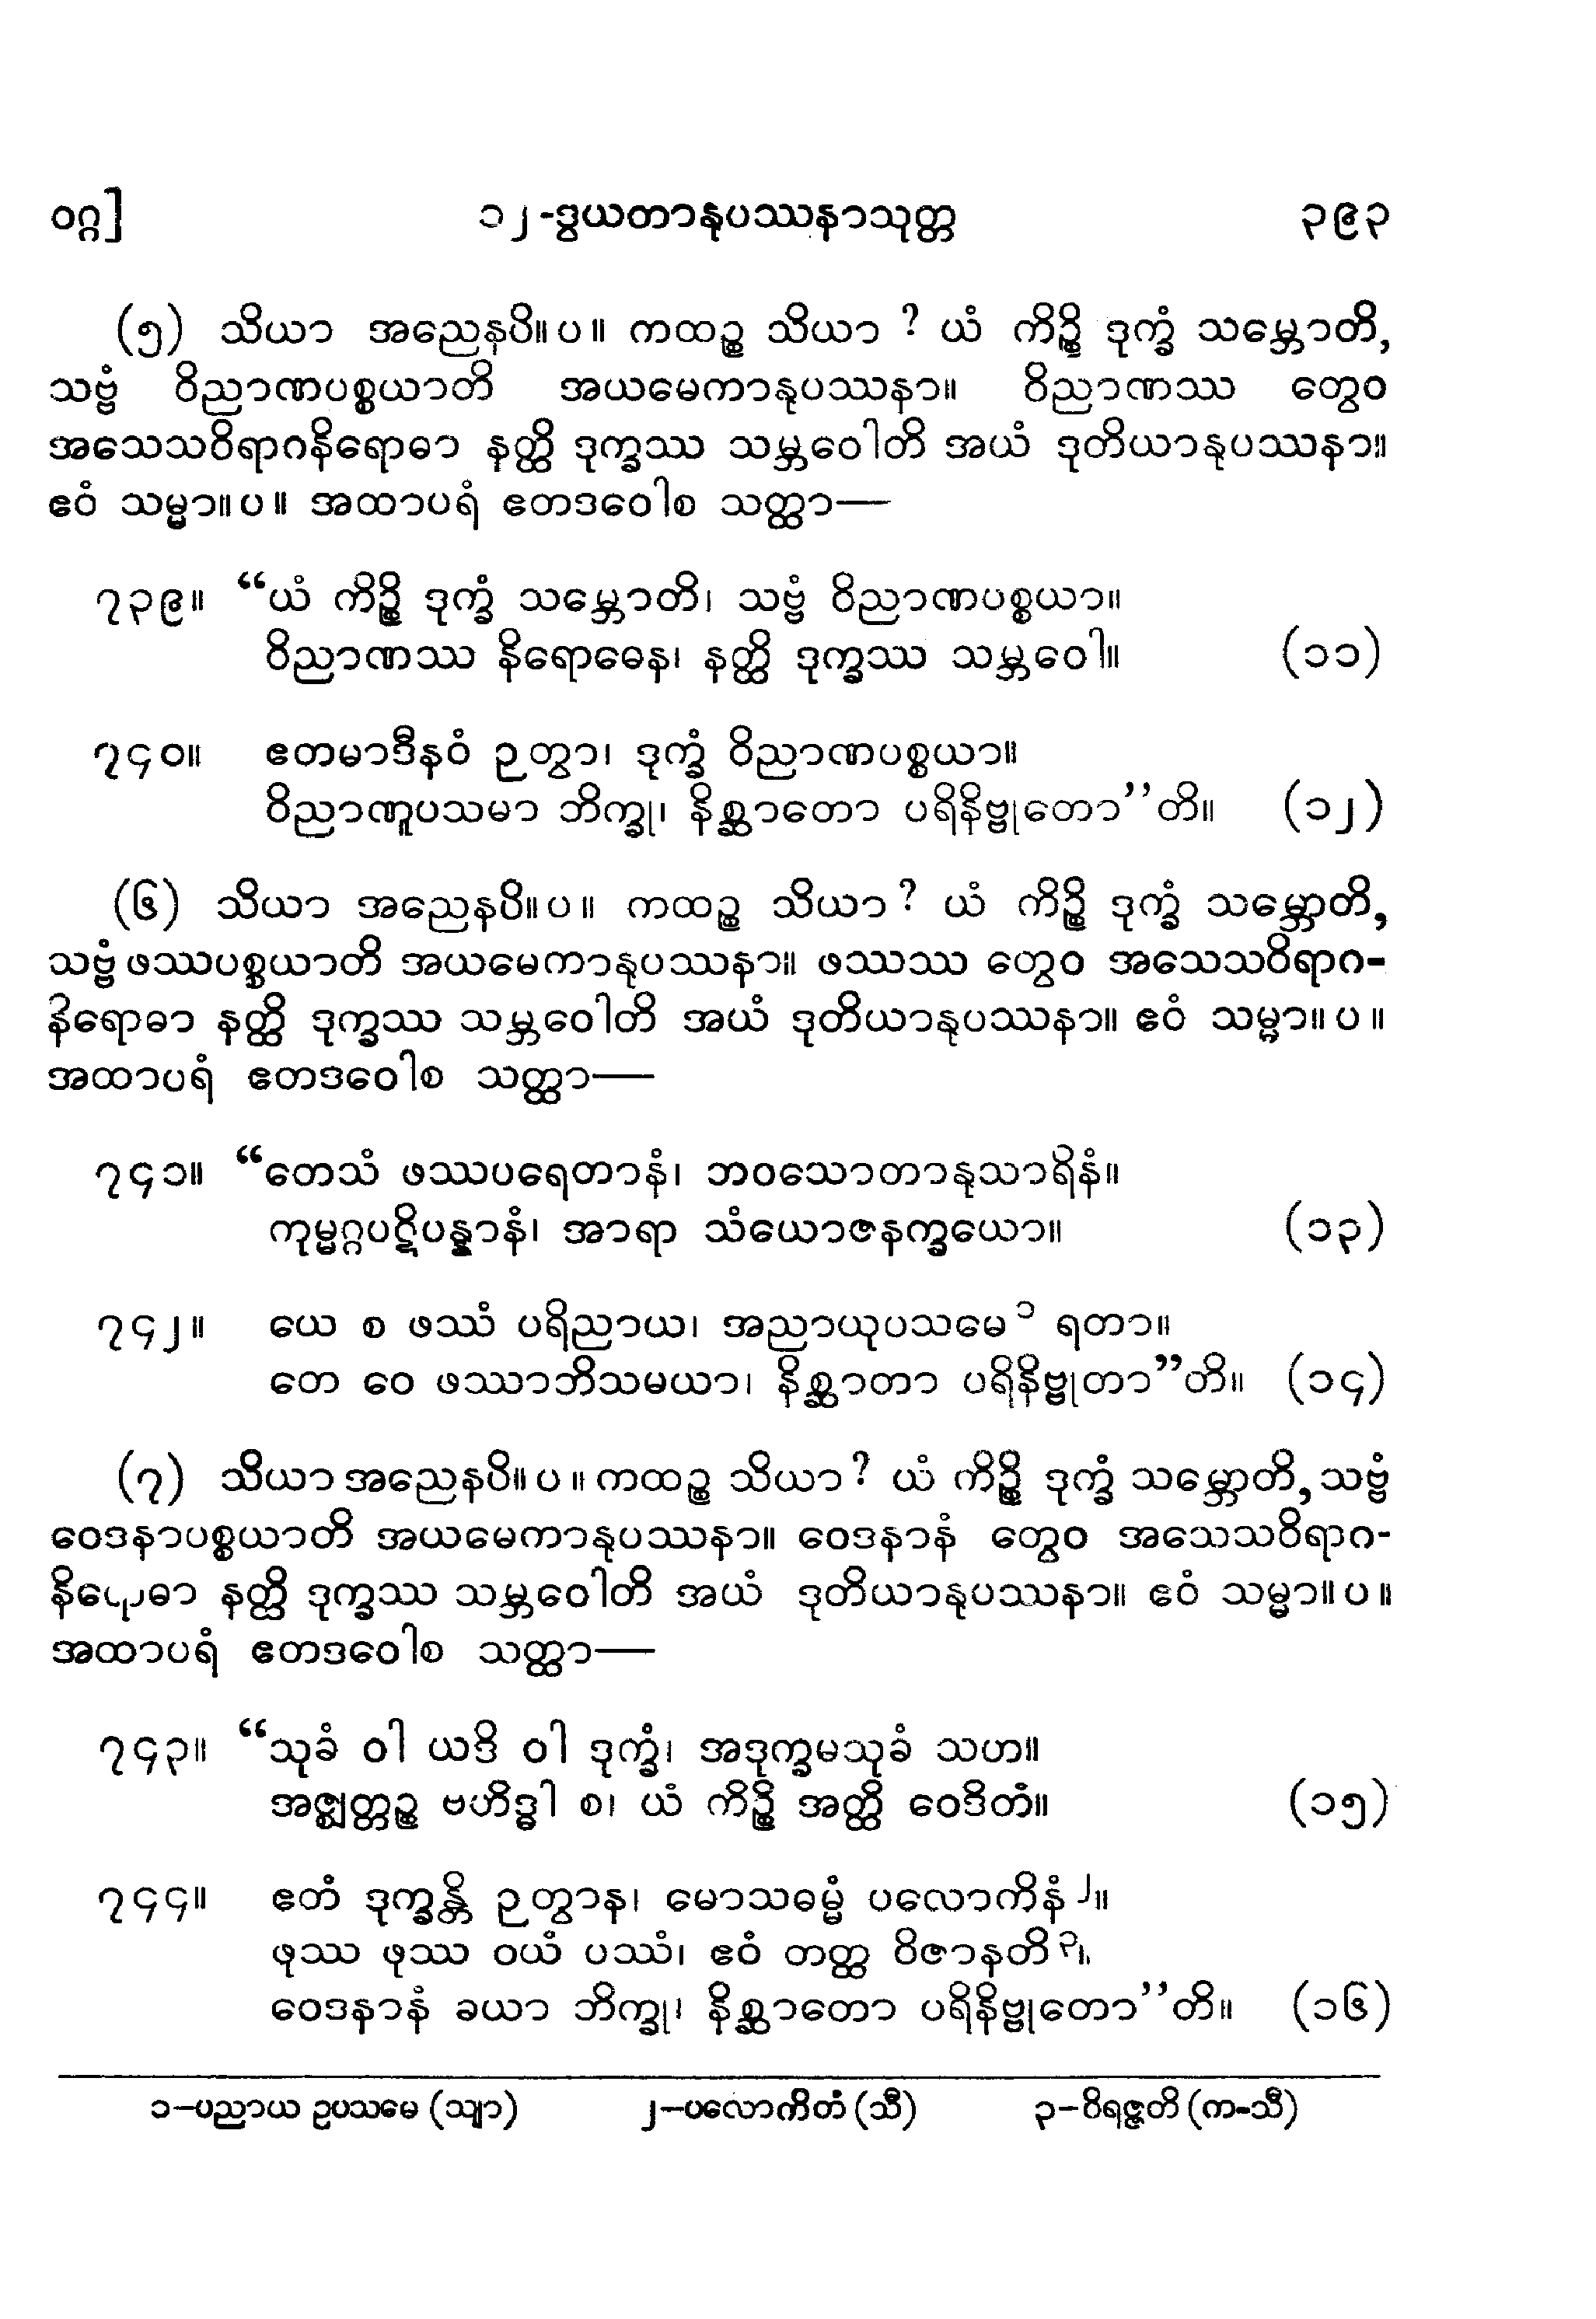 ဝဂ္ဂ]	၁၂-ဒွယတာနုပဿနာသုတ္တ	၃၉၃
(၅) သိယာ အညေနပိ။ပ။ ကထဉ္စ သိယာ ? ယံ ကိဉ္စိ ဒုက္ခံ သမ္ဘောတိ,
သဗ္ဗံ ဝိညာဏပစ္စယာတိ အယမေကာနုပဿနာ။ ဝိညာဏဿ တွေဝ
အသေသဝိရာဂနိရောဓာ နတ္ထိ ဒုက္ခဿ သမ္ဘဝေါတိ အယံ ဒုတိယာနုပဿနာ။
ဧဝံ သမ္မာ။ပ။ အထာပရံ ဧတဒဝေါစ သတ္ထာ—
၇၃၉။ “ယံ ကိဉ္စိ ဒုက္ခံ သမ္ဘောတိ၊ သဗ္ဗံ ဝိညာဏပစ္စယာ။
ဝိညာဏဿ နိရောဓေန၊ နတ္ထိ ဒုက္ခဿ သမ္ဘဝေါ။ (၁၁)
၇၄၀။ ဧတမာဒီနဝံ ဉတွာ၊ ဒုက္ခံ ဝိညာဏပစ္စယာ။
ဝိညာဏူပသမာ ဘိက္ခု၊ နိစ္ဆာတော ပရိနိဗ္ဗုတော’’တိ။ (၁၂)
(၆) သိယာ အညေနပိ။ပ။ ကထဉ္စ သိယာ? ယံ ကိဉ္စိ ဒုက္ခံ သမ္ဘောတိ,
သဗ္ဗံ ဖဿပစ္စယာတိ အယမေကာနုပဿနာ။ ဖဿဿ တွေဝ အသေသဝိရာဂ-
နိရောဓာ နတ္ထိ ဒုက္ခဿ သမ္ဘဝေါတိ အယံ ဒုတိယာနုပဿနာ။ ဧဝံ သမ္မာ။ပ။
အထာပရံ ဧတဒဝေါစ သတ္ထာ—
၇၄၁။ “တေသံ ဖဿပရေတာနံ၊ ဘဝသောတာနုသာရိနံ။
ကုမ္မဂ္ဂပဋိပန္နာနံ၊ အာရာ သံယောဇနက္ခယော။ (၁၃)
၇၄၂။ ယေ စ ဖဿံ ပရိညာယ၊ အညာယုပသမေ ၁ ရတာ။
တေ ဝေ ဖဿာဘိသမယာ၊ နိစ္ဆာတာ ပရိနိဗ္ဗုတာ”တိ။ (၁၄)
(၇) သိယာ အညေနပိ။ပ။ ကထဉ္စ သိယာ? ယံ ကိဉ္စိ ဒုက္ခံ သမ္ဘောတိ, သဗ္ဗံ
ဝေဒနာပစ္စယာတိ အယမေကာနုပဿနာ။ ဝေဒနာနံ တွေဝ အသေသဝိရာဂ-
နိရောဓာ နတ္ထိ ဒုက္ခဿ သမ္ဘဝေါတိ အယံ ဒုတိယာနုပဿနာ။ ဧဝံ သမ္မာ။ပ။
အထာပရံ ဧတဒဝေါစ သတ္ထာ—
၇၄၃။ “သုခံ ဝါ ယဒိ ဝါ ဒုက္ခံ၊ အဒုက္ခမသုခံ သဟ။
အဇ္ဈတ္တဉ္စ ဗဟိဒ္ဓါ စ၊ ယံ ကိဉ္စိ အတ္ထိ ဝေဒိတံ။ (၁၅)
၇၄၄။ ဧတံ ဒုက္ခန္တိ ဉတွာန၊ မောသဓမ္မံ ပလောကိနံ ၂။
ဖုဿ ဖုဿ ဝယံ ပဿံ၊ ဧဝံ တတ္ထ ဝိဇာနတိ ၃။
ဝေဒနာနံ ခယာ ဘိက္ခု၊ နိစ္ဆာတော ပရိနိဗ္ဗုတော’’တိ။ (၁၆)
၁—ပညာယ ဥပသမေ (သျာ)	၂—ပလောကိတံ (သီ)	၃—ဝိရဇ္ဇတိ (က-သီ)